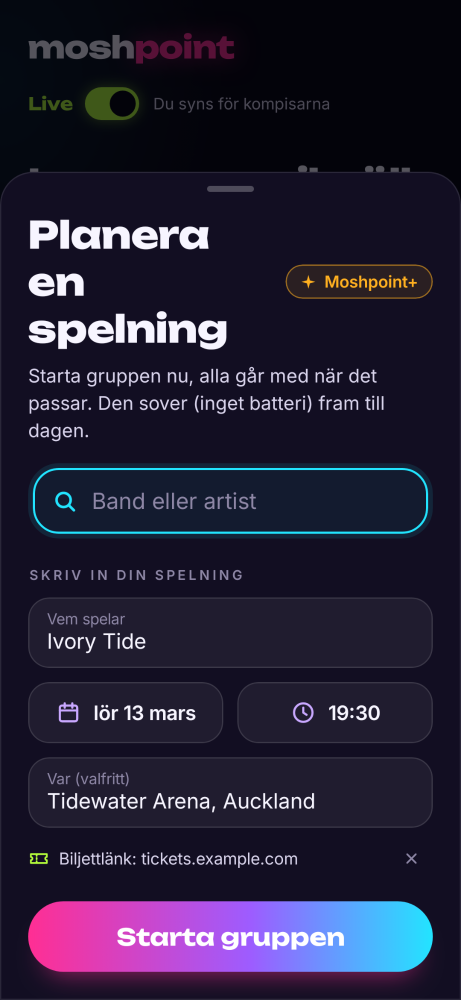 moshpoint
Live
Du syns för kompisarna
Planera
en
spelning
Moshpoint+
Starta gruppen nu, alla går med när det
passar. Den sover (inget batteri) fram till
dagen.
Band eller artist
SKRIV IN DIN SPELNING
Vem spelar
Ivory Tide
lör 13 mars
19:30
Var (valfritt)
Tidewater Arena, Auckland
Biljettlänk: tickets.example.com
Starta gruppen